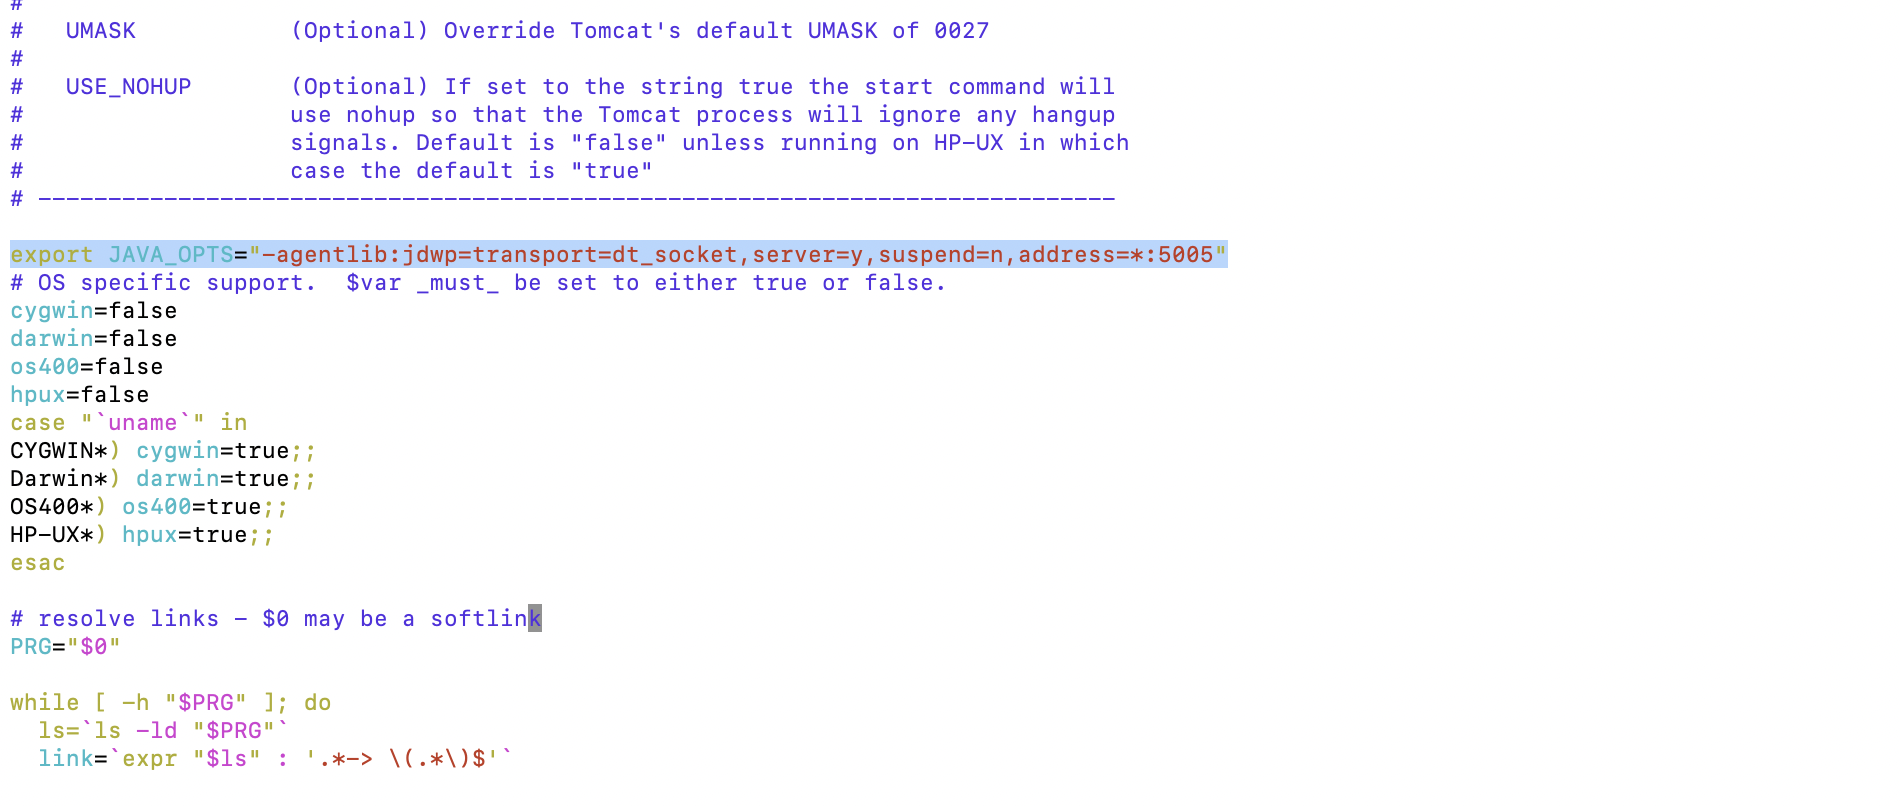 #
#   UMASK           (Optional) Override Tomcat's default UMASK of 0027
#
#   USE_NOHUP       (Optional) If set to the string true the start command will
#                   use nohup so that the Tomcat process will ignore any hangup
#                   signals. Default is "false" unless running on HP-UX in which
#                   case the default is "true"
# -----------------------------------------------------------------------------

export JAVA_OPTS="-agentlib:jdwp=transport=dt_socket,server=y,suspend=n,address=*:5005"
# OS specific support.  $var _must_ be set to either true or false.
cygwin=false
darwin=false
os400=false
hpux=false
case "`uname`" in
CYGWIN*) cygwin=true;;
Darwin*) darwin=true;;
OS400*) os400=true;;
HP-UX*) hpux=true;;
esac

# resolve links - $0 may be a softlink
PRG="$0"

while [ -h "$PRG" ]; do
  ls=`ls -ld "$PRG"`
  link=`expr "$ls" : '.*-> \(.*\)$'`